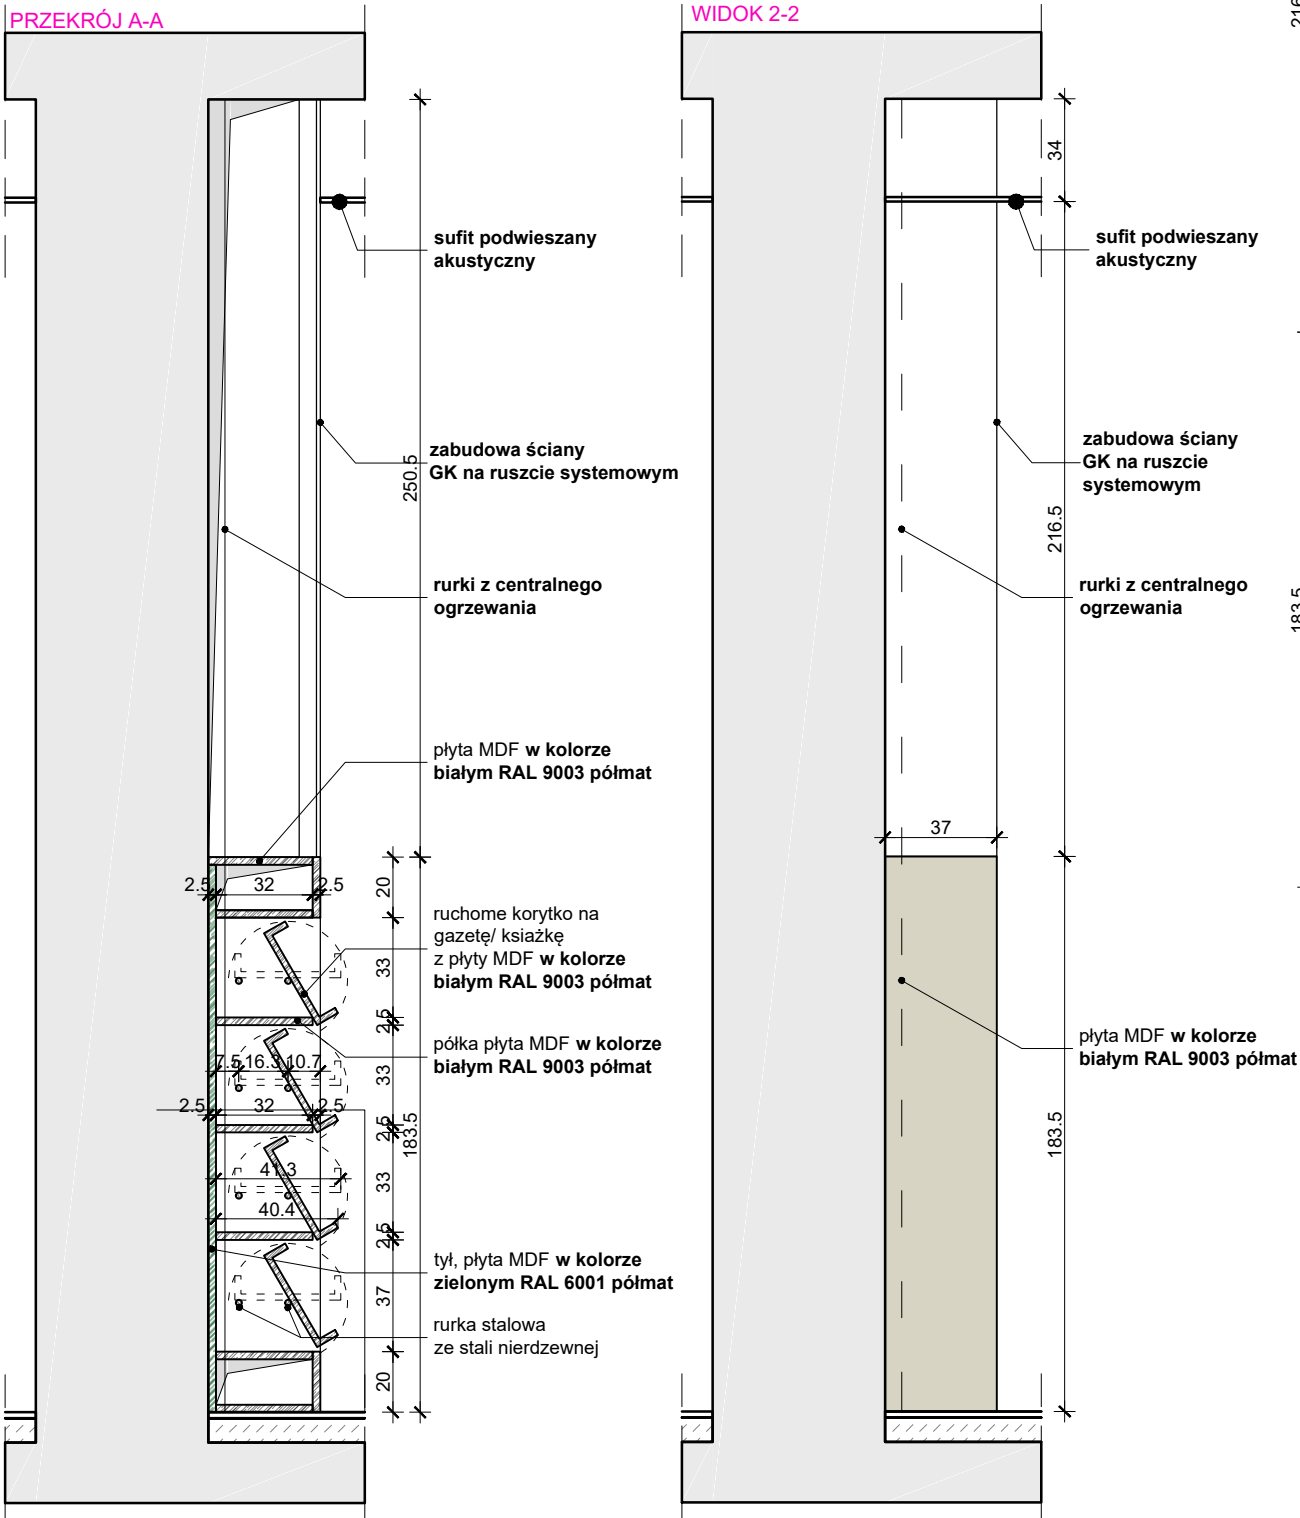 PRZEKRÓJ A-A
250.5
sufit podwieszany
akustyczny
zabudowa ściany
GK na ruszcie systemowym
rurki z centralnego
ogrzewania
płyta MDF w kolorze
białym RAL 9003 półmat
2.5 32 2.5
20
ruchome korytko na
gazetę/ ksiażkę
z płyty MDF w kolorze
białym RAL 9003 półmat
33
2.5
półka płyta MDF w kolorze
białym RAL 9003 półmat
7.5 16.3 10.7
33
2.5 32 2.5
2.5
183.5
41.3
33
40.4
2.5
tył, płyta MDF w kolorze
zielonym RAL 6001 półmat
37
rurka stalowa
ze stali nierdzewnej
20
WIDOK 2-2
34
sufit podwieszany
akustyczny
zabudowa ściany
GK na ruszcie
systemowym
216.5
rurki z centralnego
ogrzewania
37
płyta MDF w kolorze
białym RAL 9003 półmat
183.5
183.5